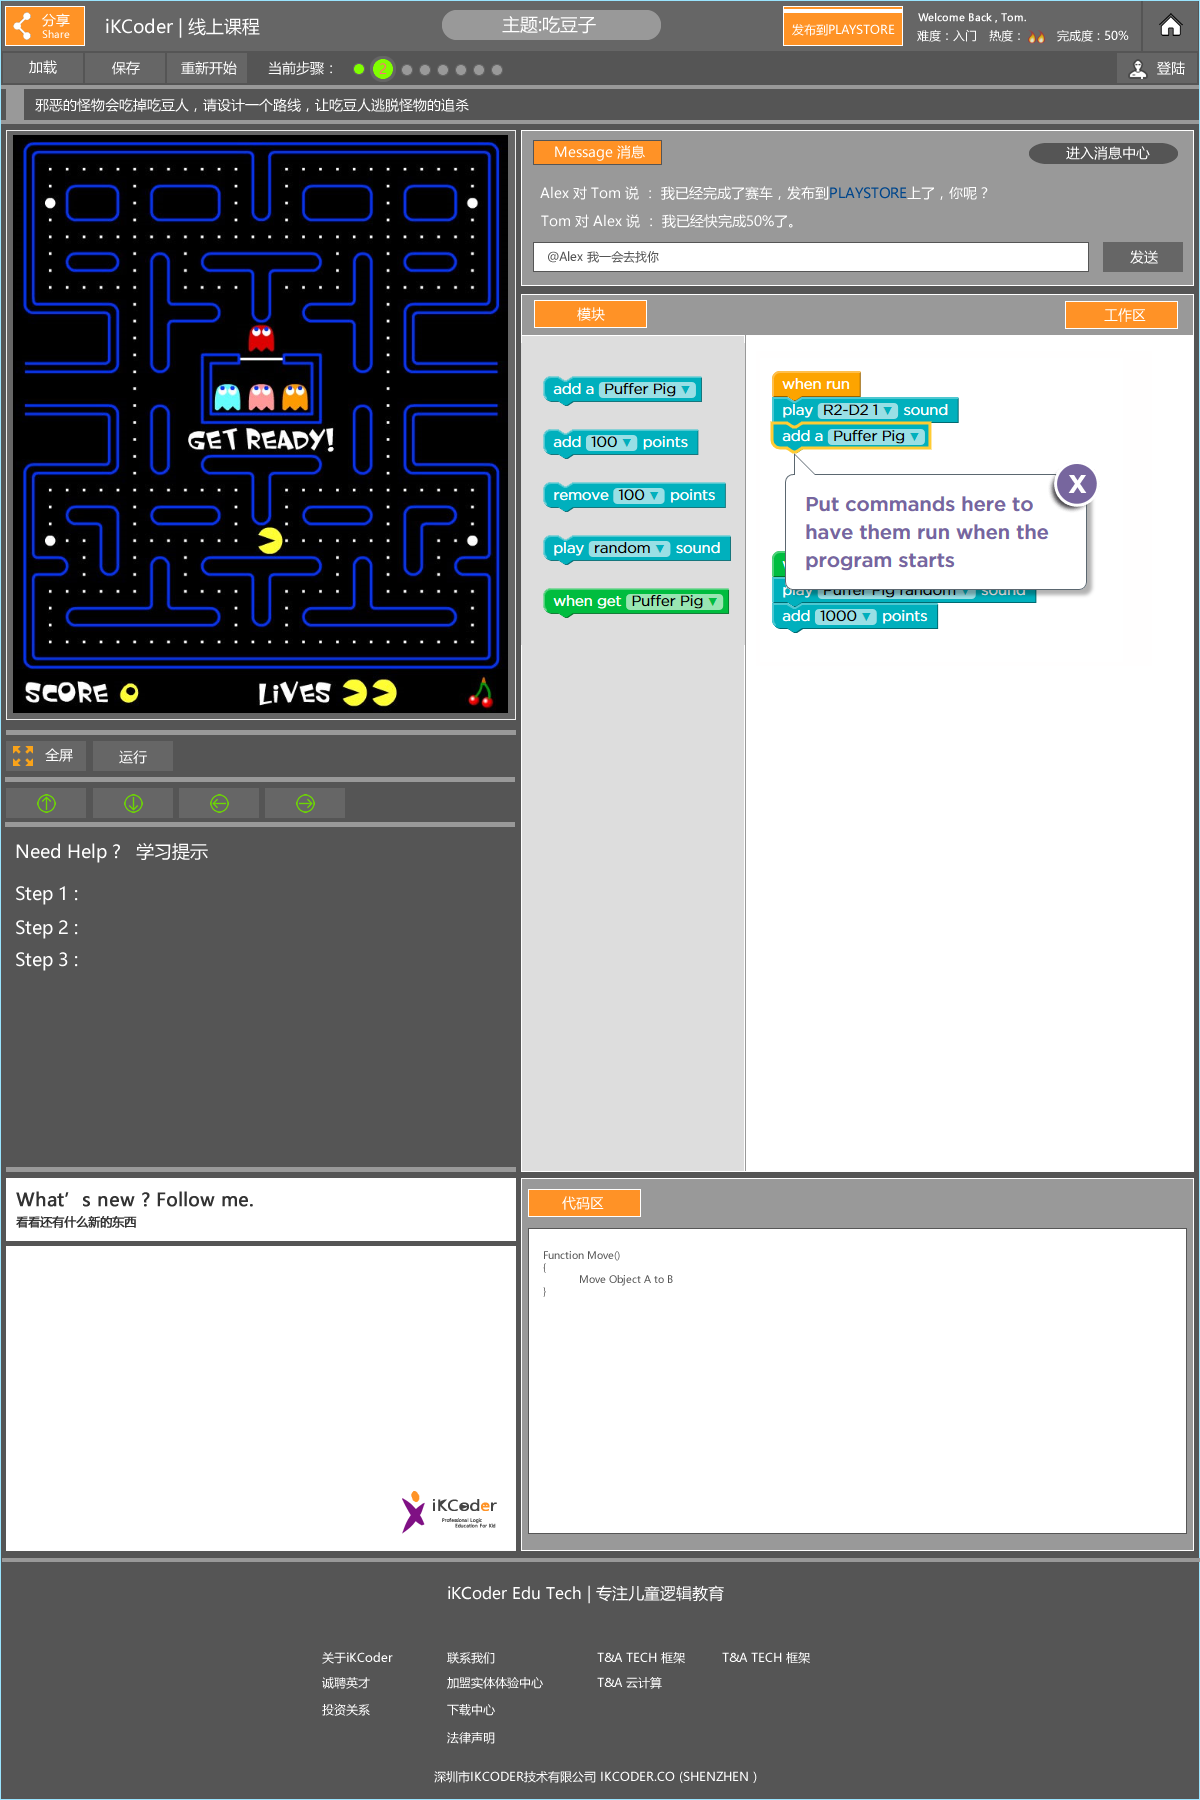 分享
Share
iKCoder | 线上课程
主题:吃豆子
发布到PLAYSTORE
Welcome Back , Tom.
难度：入门 热度： 完成度：50%
加载
保存
重新开始
当前步骤：
2
登陆
邪恶的怪物会吃掉吃豆人，请设计一个路线，让吃豆人逃脱怪物的追杀
GET READY!
SCORE 0
LIVES
Message 消息
进入消息中心
Alex 对 Tom 说 ： 我已经完成了赛车，发布到PLAYSTORE上了，你呢？
Tom 对 Alex 说 ： 我已经快完成50%了。
@Alex 我一会去找你
发送
模块
工作区
add a Puffer Pig
add 100 points
remove 100 points
play random sound
when get Puffer Pig
when run
play R2-D2 1 sound
add a Puffer Pig
X
Put commands here to
have them run when the
program starts
play Puffer Pig random sound
add 1000 points
全屏
运行
Need Help ? 学习提示
Step 1 :
Step 2 :
Step 3 :
What's new ? Follow me.
看看还有什么新的东西
iKCoder
Professional Logic
Education For Kid
代码区
Function Move()
{
Move Object A to B
}
iKCoder Edu Tech | 专注儿童逻辑教育
关于iKCoder 联系我们 T&A TECH 框架 T&A TECH 框架
诚聘英才 加盟实体体验中心 T&A 云计算
投资关系 下载中心
法律声明
深圳市IKCODER技术有限公司 IKCODER.CO (SHENZHEN )